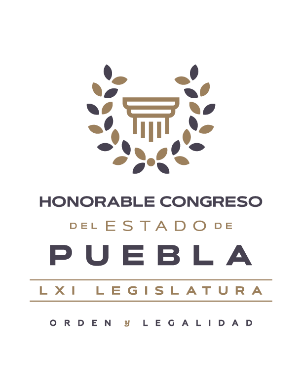 HONORABLE CONGRESO
DEL ESTADO DE
PUEBLA
LXI LEGISLATURA
ORDEN y LEGALIDAD